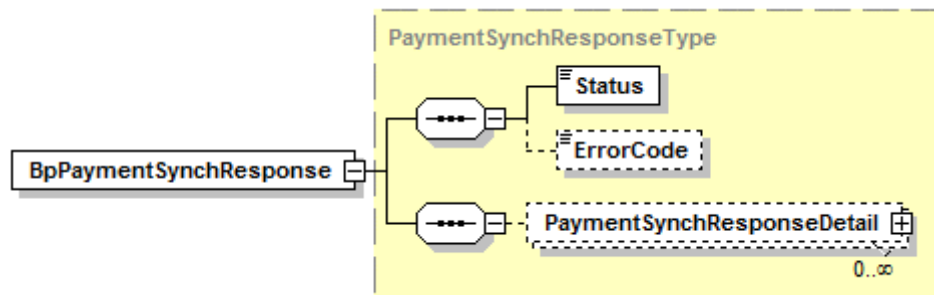 PaymentSynchResponseType
Status
ErrorCode
BpPaymentSynchResponse
PaymentSynchResponseDetail
0..∞